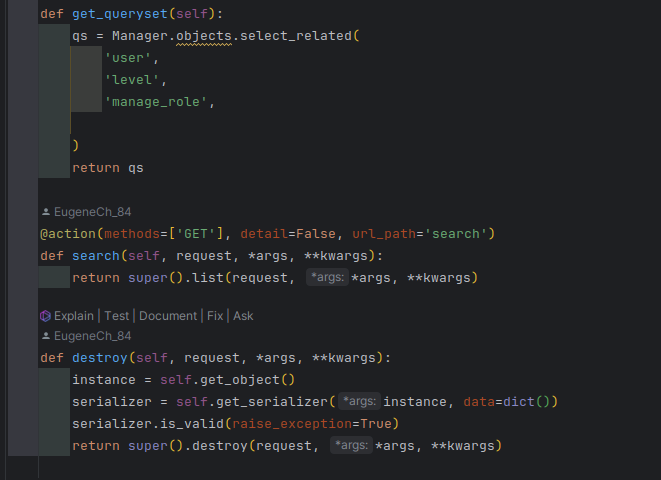 def get_queryset(self):
    qs = Manager.objects.select_related(
        'user',
        'level',
        'manage_role',
    )
    return qs
EugeneCh_84
@action(methods=['GET'], detail=False, url_path='search')
def search(self, request, *args, **kwargs):
    return super().list(request, *args: *args, **kwargs)
Explain | Test | Document | Fix | Ask
EugeneCh_84
def destroy(self, request, *args, **kwargs):
    instance = self.get_object()
    serializer = self.get_serializer( *args: instance, data=dict())
    serializer.is_valid(raise_exception=True)
    return super().destroy(request, *args: *args, **kwargs)